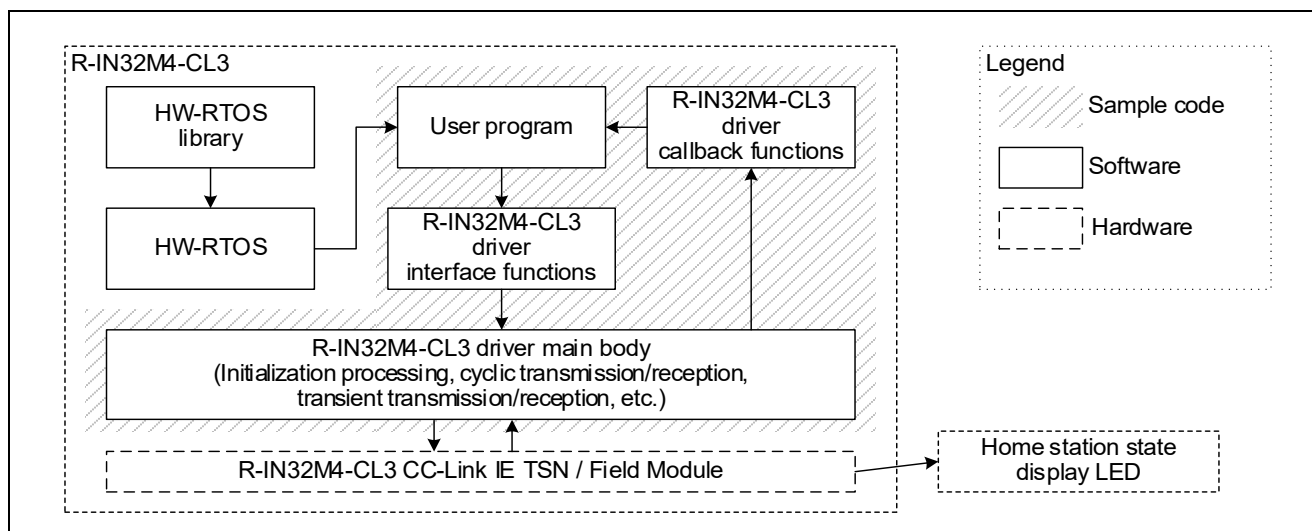 R-IN32M4-CL3
HW-RTOS
library
User program
R-IN32M4-CL3
driver
callback functions
HW-RTOS
R-IN32M4-CL3
driver
interface functions
R-IN32M4-CL3 driver main body
(Initialization processing, cyclic transmission/reception,
transient transmission/reception, etc.)
R-IN32M4-CL3 CC-Link IE TSN / Field Module
Home station state
display LED
Legend
Sample code
Software
Hardware